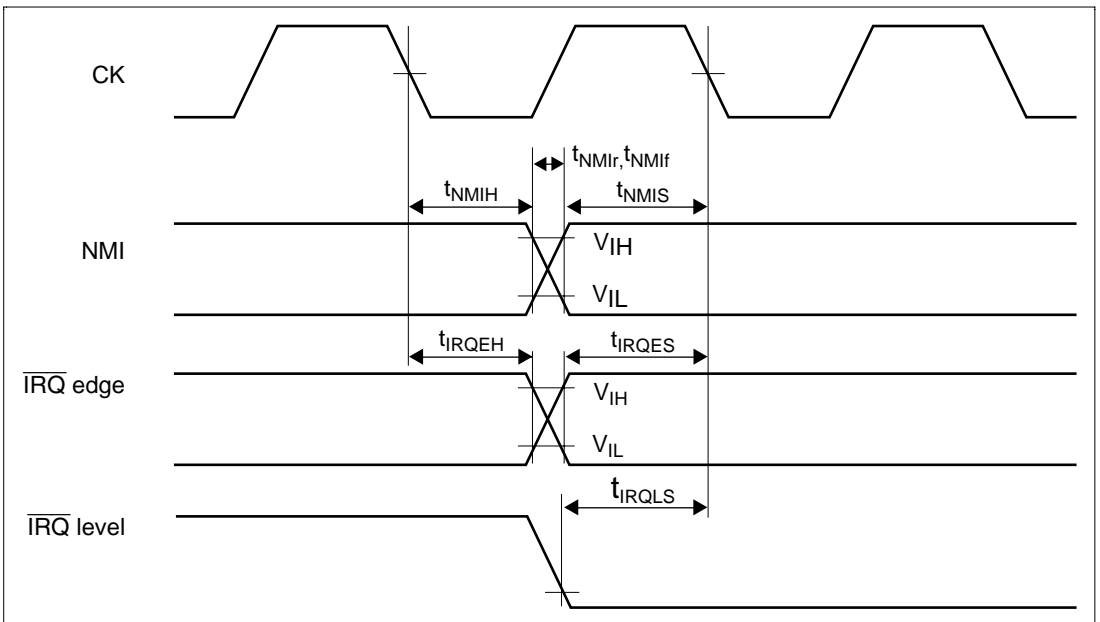 CK
tNMIr,tNMIf
tNMIH
tNMIS
NMI
VIH
VIL
tIRQEH
tIRQES
IRQ edge
VIH
VIL
tIRQLS
IRQ level